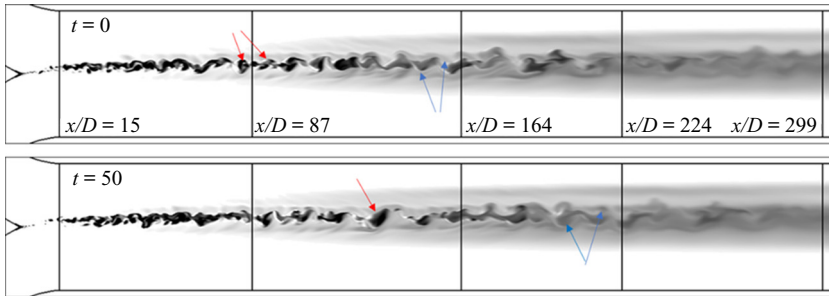 t = 0
x/D = 15 x/D = 87 x/D = 164 x/D = 224 x/D = 299
t = 50